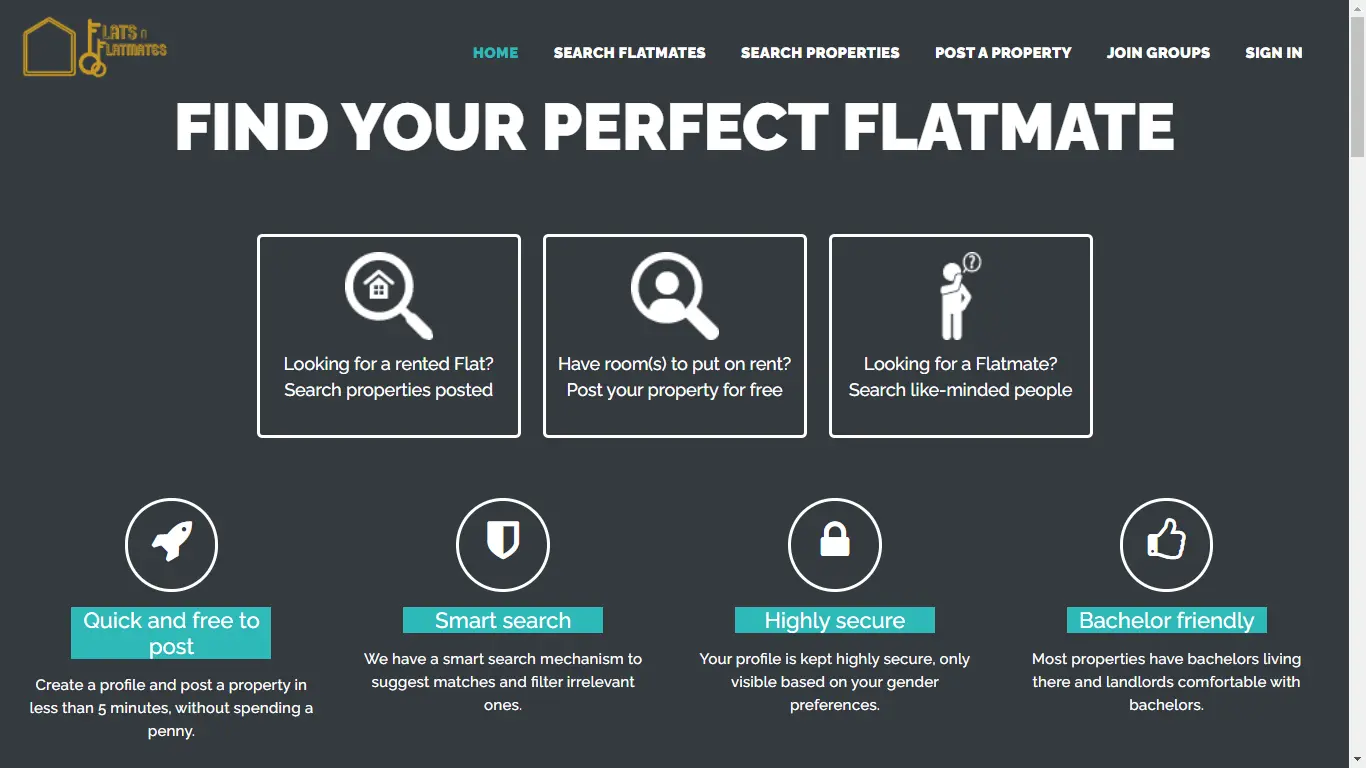 FLATS n
FLATMATES
HOME
SEARCH FLATMATES
SEARCH PROPERTIES
POST A PROPERTY
JOIN GROUPS
SIGN IN
FIND YOUR PERFECT FLATMATE
Looking for a rented Flat?
Search properties posted
Have room(s) to put on rent?
Post your property for free
?
Looking for a Flatmate?
Search like-minded people
Quick and free to
post
Create a profile and post a property in
less than 5 minutes, without spending a
penny.
Smart search
We have a smart search mechanism to
suggest matches and filter irrelevant
ones.
Highly secure
Your profile is kept highly secure, only
visible based on your gender
preferences.
Bachelor friendly
Most properties have bachelors living
there and landlords comfortable with
bachelors.